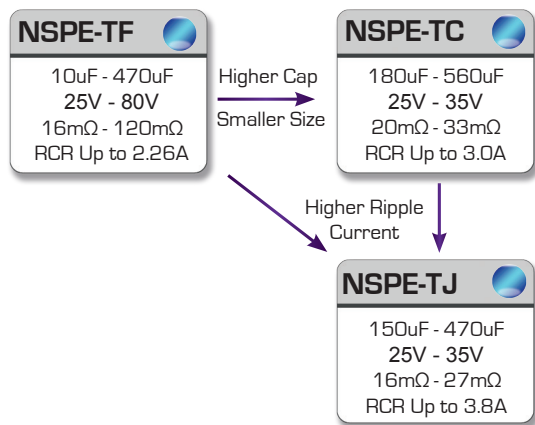 NSPE-TF
10uF - 470uF
25V - 80V
16mΩ - 120mΩ
RCR Up to 2.26A
Higher Cap
Smaller Size
NSPE-TC
180uF - 560uF
25V - 35V
20mΩ - 33mΩ
RCR Up to 3.0A
Higher Ripple
Current
NSPE-TJ
150uF - 470uF
25V - 35V
16mΩ - 27mΩ
RCR Up to 3.8A